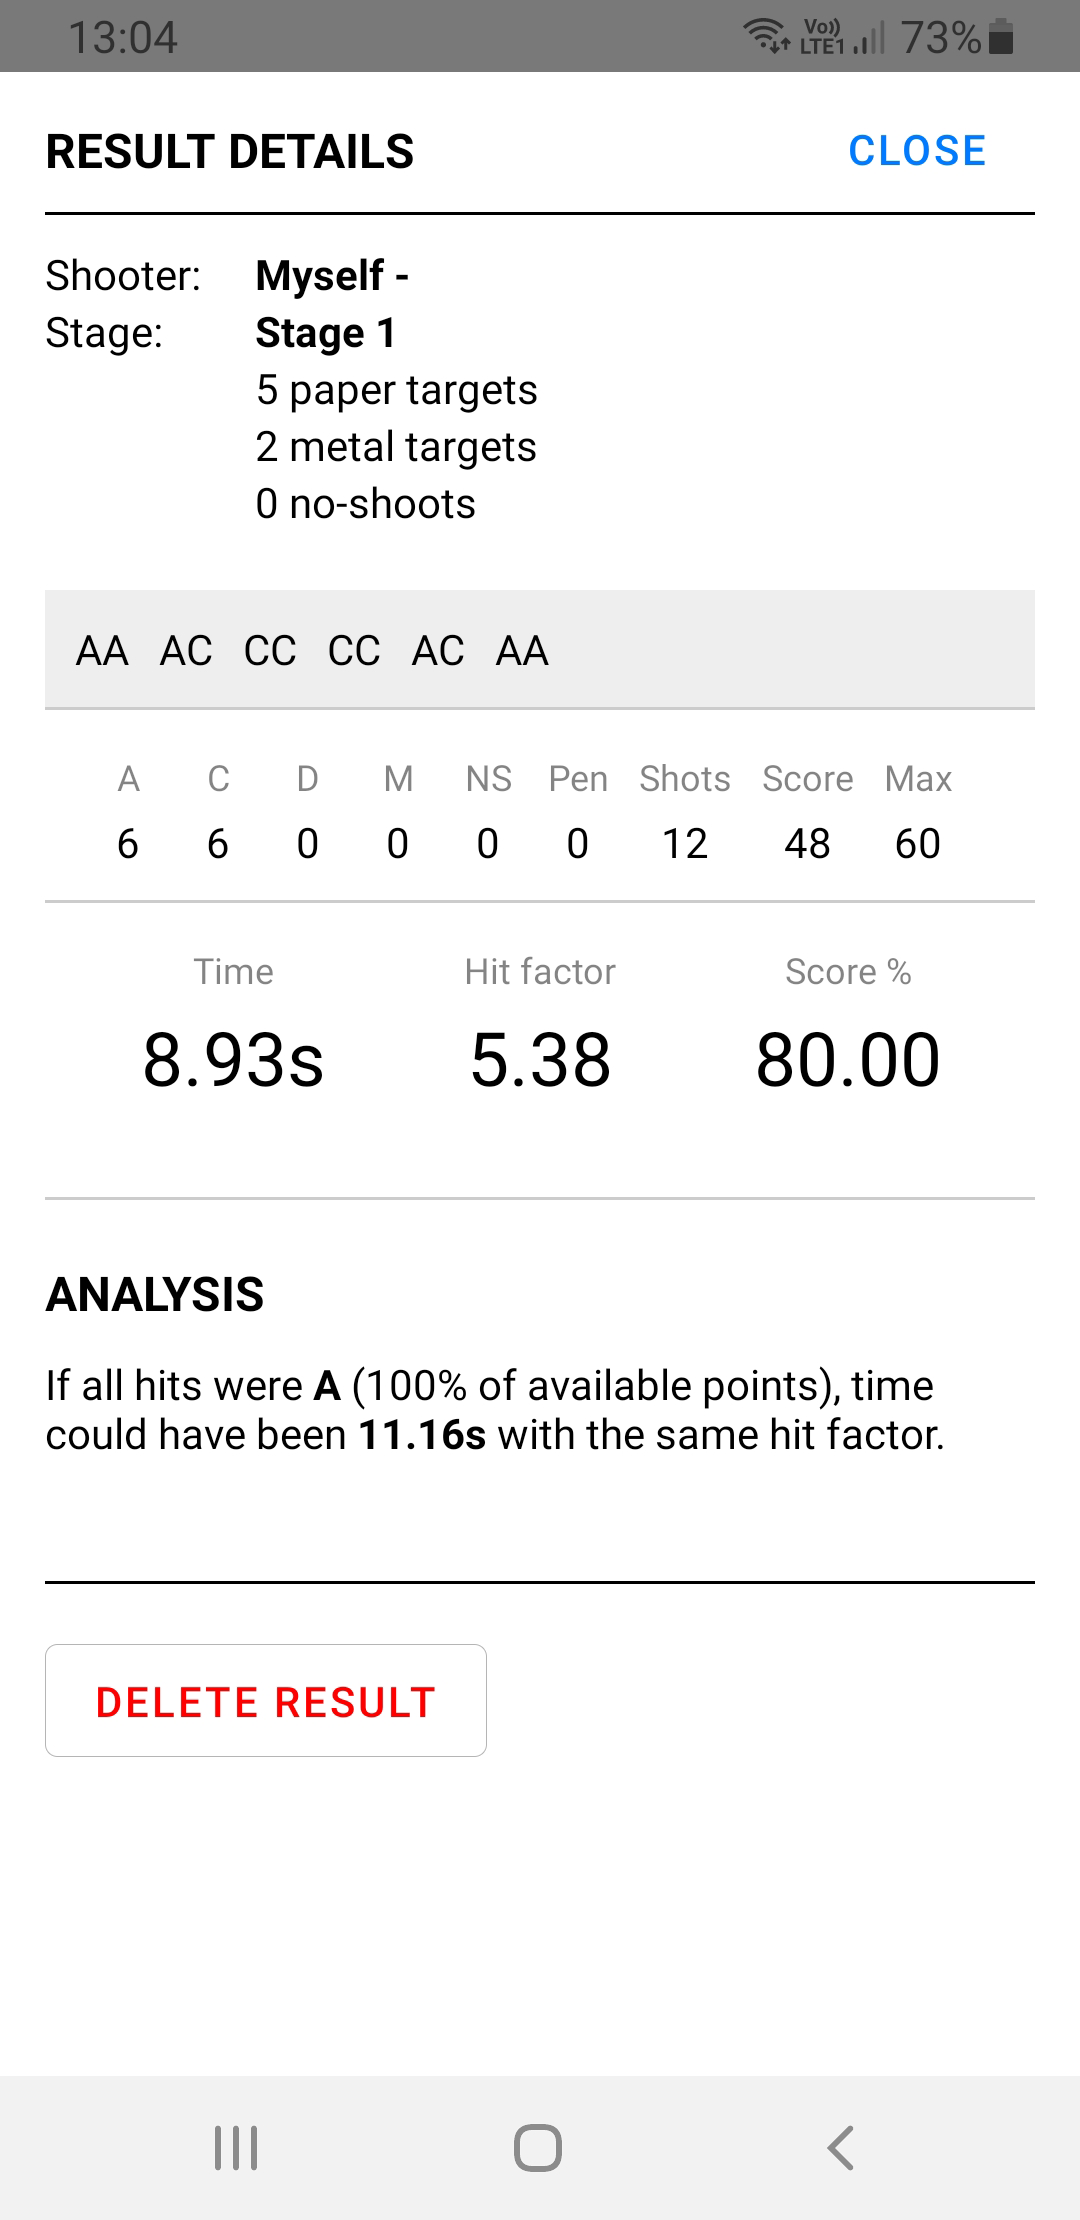 13:04 Vo)) LTE1 73%
RESULT DETAILS CLOSE
Shooter: Myself -
Stage: Stage 1
5 paper targets
2 metal targets
0 no-shoots
AA AC CC CC AC AA
A C D M NS Pen Shots Score Max
6 6 0 0 0 0 12 48 60
Time Hit factor Score %
8.93s 5.38 80.00
ANALYSIS
If all hits were A (100% of available points), time
could have been 11.16s with the same hit factor.
DELETE RESULT